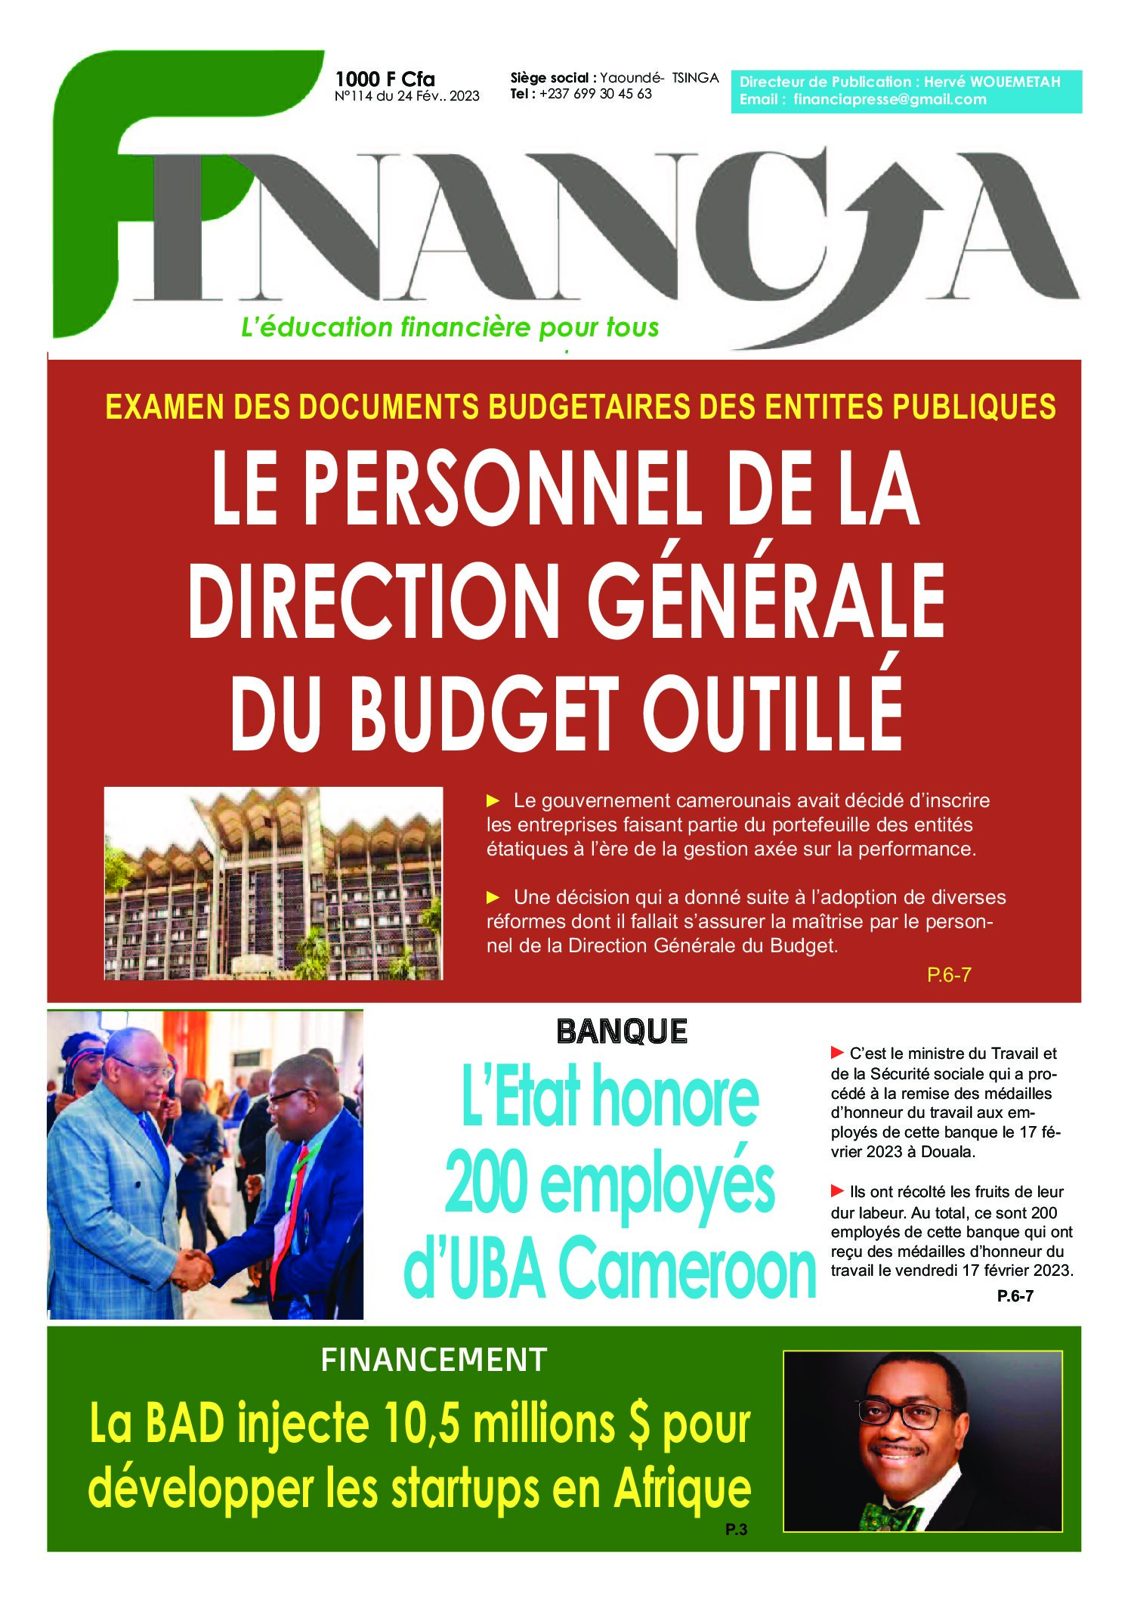 1000 F Cfa
N°114 du 24 Fév.. 2023
Siège social : Yaoundé- TSINGA
Tel : +237 699 30 45 63
Directeur de Publication : Hervé WOUEMETAH
Email : financiapresse@gmail.com
FINANCIA
L'éducation financière pour tous
EXAMEN DES DOCUMENTS BUDGETAIRES DES ENTITES PUBLIQUES
LE PERSONNEL DE LA
DIRECTION GÉNÉRALE
DU BUDGET OUTILLÉ
► Le gouvernement camerounais avait décidé d'inscrire
les entreprises faisant partie du portefeuille des entités
étatiques à l'ère de la gestion axée sur la performance.
► Une décision qui a donné suite à l'adoption de diverses
réformes dont il fallait s'assurer la maîtrise par le person-
nel de la Direction Générale du Budget.
P.6-7
BANQUE
L'Etat honore
200 employés
d'UBA Cameroon
► C'est le ministre du Travail et
de la Sécurité sociale qui a pro-
cédé à la remise des médailles
d'honneur du travail aux em-
ployés de cette banque le 17 fé-
vrier 2023 à Douala.
► Ils ont récolté les fruits de leur
dur labeur. Au total, ce sont 200
employés de cette banque qui ont
reçu des médailles d'honneur du
travail le vendredi 17 février 2023.
P.6-7
FINANCEMENT
La BAD injecte 10,5 millions $ pour
développer les startups en Afrique
P.3